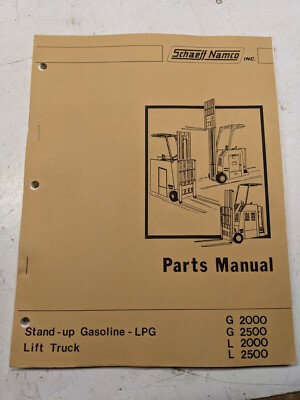 Schaeff Namco INC.
Parts Manual
Stand-up Gasoline-LPG
Lift Truck
G 2000
G 2500
L 2000
L 2500